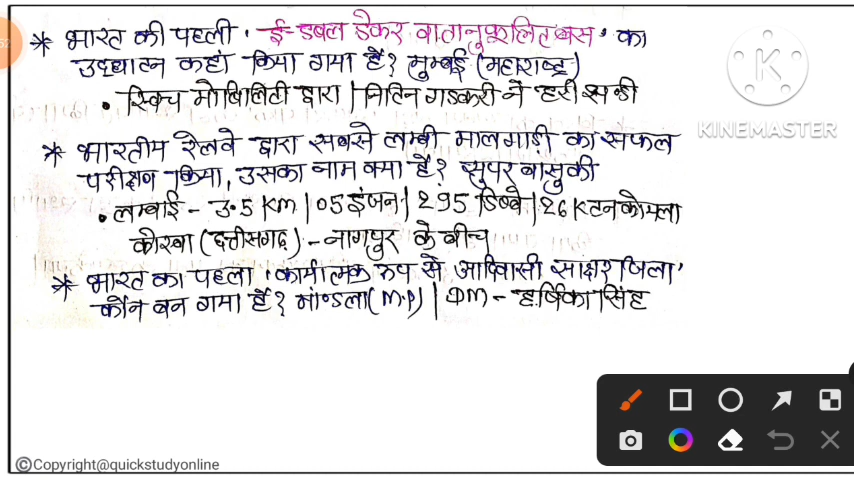 * भारत की पहली 'ई-डबल डेकर वातानुकूलित बस' का
उद्घाटन कहां किया गया है? मुम्बई (महाराष्ट्र)
• स्विच मोबिलिटी द्वारा | नितिन गडकरी ने हरी झण्डी
* भारतीय रेलवे द्वारा सबसे लम्बी मालगाडी का सफल
परीक्षण किया, उसका नाम क्या है? सुपर वासुकी
• लम्बाई - 3.5 Km | 05 इंजन | 295 डिब्बे | 26 K टन कोयला
कोरबा (छत्तीसगढ़) - नागपुर के बीच
* भारत का पहला 'कार्यात्मक रूप से आदिवासी साक्षर जिला'
कौन बन गया है? मांण्डला (M.P) | DM - हर्षिका सिंह
KINEMASTER
©Copyright@quickstudyonline